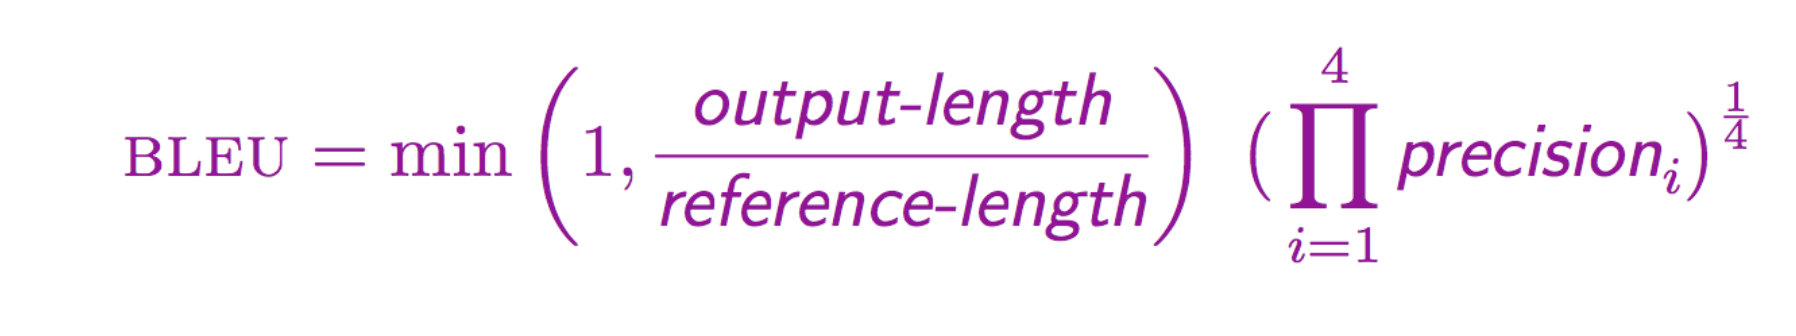 BLEU = min (1, output-length / reference-length) (∏_{i=1}^{4} precision_i)^{1/4}